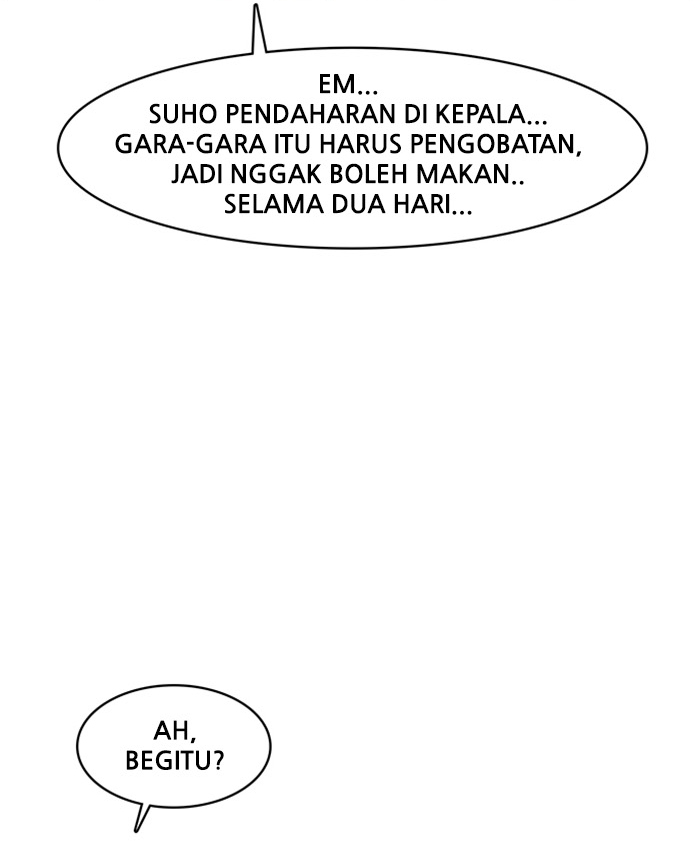 EM...
SUHO PENDAHARAN DI KEPALA...
GARA-GARA ITU HARUS PENGOBATAN,
JADI NGGAK BOLEH MAKAN..
SELAMA DUA HARI...
AH,
BEGITU?